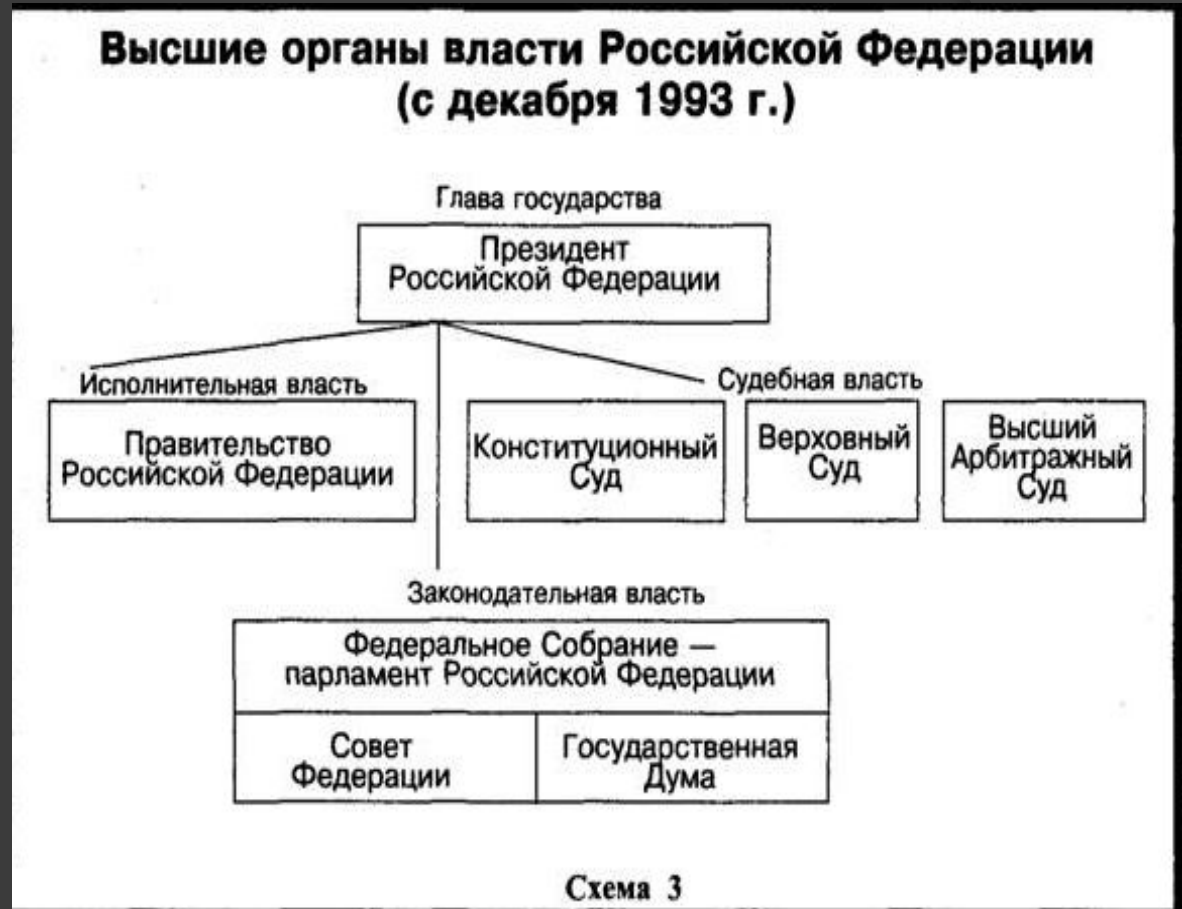 Высшие органы власти Российской Федерации
(с декабря 1993 г.)
Глава государства
Президент
Российской Федерации
Исполнительная власть
Судебная власть
Правительство
Российской Федерации
Конституционный
Суд
Верховный
Суд
Высший
Арбитражный
Суд
Законодательная власть
Федеральное Собрание —
парламент Российской Федерации
Совет
Федерации
Государственная
Дума
Схема 3